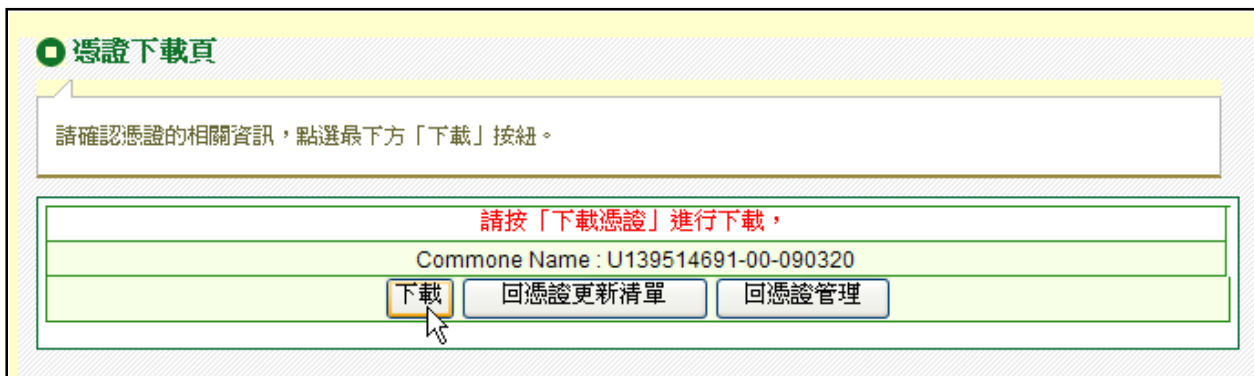 憑證下載頁
請確認憑證的相關資訊，點選最下方「下載」按紐。
請按「下載憑證」進行下載，
Commone Name : U139514691-00-090320
下載 回憑證更新清單 回憑證管理